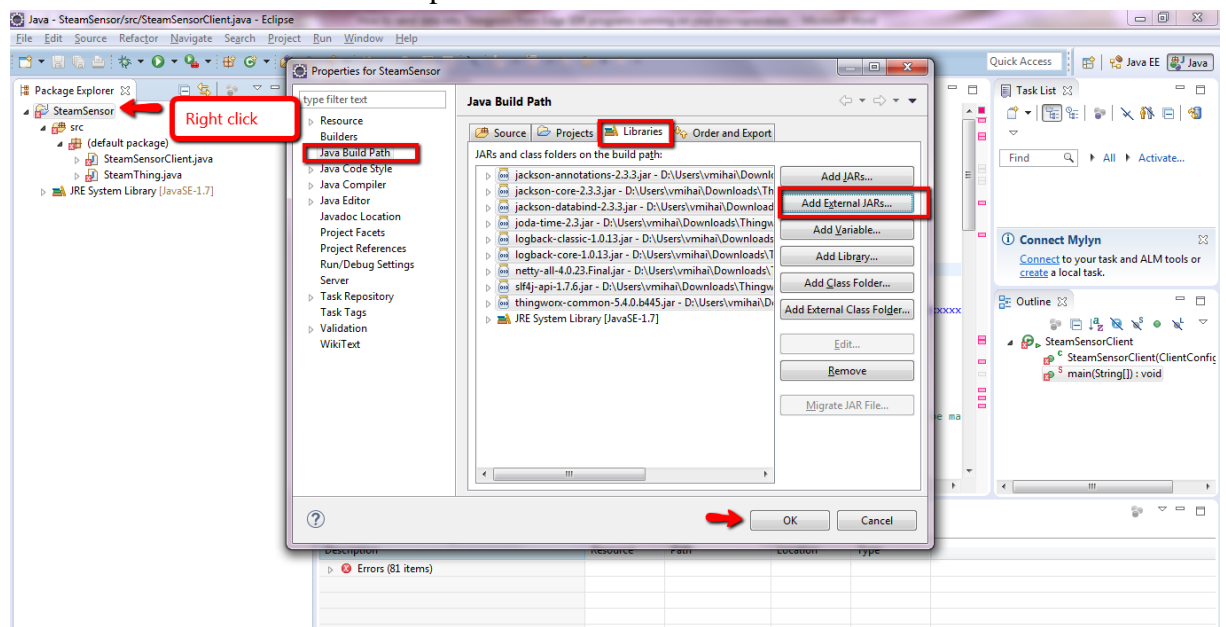 Java - SteamSensor/src/SteamSensorClient.java - Eclipse
File Edit Source Refactor Navigate Search Project Run Window Help
Quick Access Java EE Java
Package Explorer
SteamSensor
Right click
src
(default package)
SteamSensorClient.java
SteamThing.java
JRE System Library [JavaSE-1.7]
Properties for SteamSensor
type filter text
Resource
Builders
Java Build Path
Java Code Style
Java Compiler
Java Editor
Javadoc Location
Project Facets
Project References
Run/Debug Settings
Server
Task Repository
Task Tags
Validation
WikiText
Java Build Path
Source Projects Libraries Order and Export
JARs and class folders on the build path:
jackson-annotations-2.3.3.jar - D:\Users\vmihai\Downlo
jackson-core-2.3.3.jar - D:\Users\vmihai\Downloads\Th
jackson-databind-2.3.3.jar - D:\Users\vmihai\Download
joda-time-2.3.jar - D:\Users\vmihai\Downloads\Thingw
logback-classic-1.0.13.jar - D:\Users\vmihai\Downloads
logback-core-1.0.13.jar - D:\Users\vmihai\Downloads\T
netty-all-4.0.23.Final.jar - D:\Users\vmihai\Downloads\
slf4j-api-1.7.6.jar - D:\Users\vmihai\Downloads\Thingw
thingworx-common-5.4.0.b445.jar - D:\Users\vmihai\Do
JRE System Library [JavaSE-1.7]
Add JARs...
Add External JARs...
Add Variable...
Add Library...
Add Class Folder...
Add External Class Folder...
Edit...
Remove
Migrate JAR File...
OK Cancel
Task List
Find All Activate...
Connect Mylyn
Connect to your task and ALM tools or
create a local task.
Outline
SteamSensorClient
SteamSensorClient(ClientConfig
main(String[]) : void
xxxx
e ma
Description Resource Path Location Type
Errors (81 items)